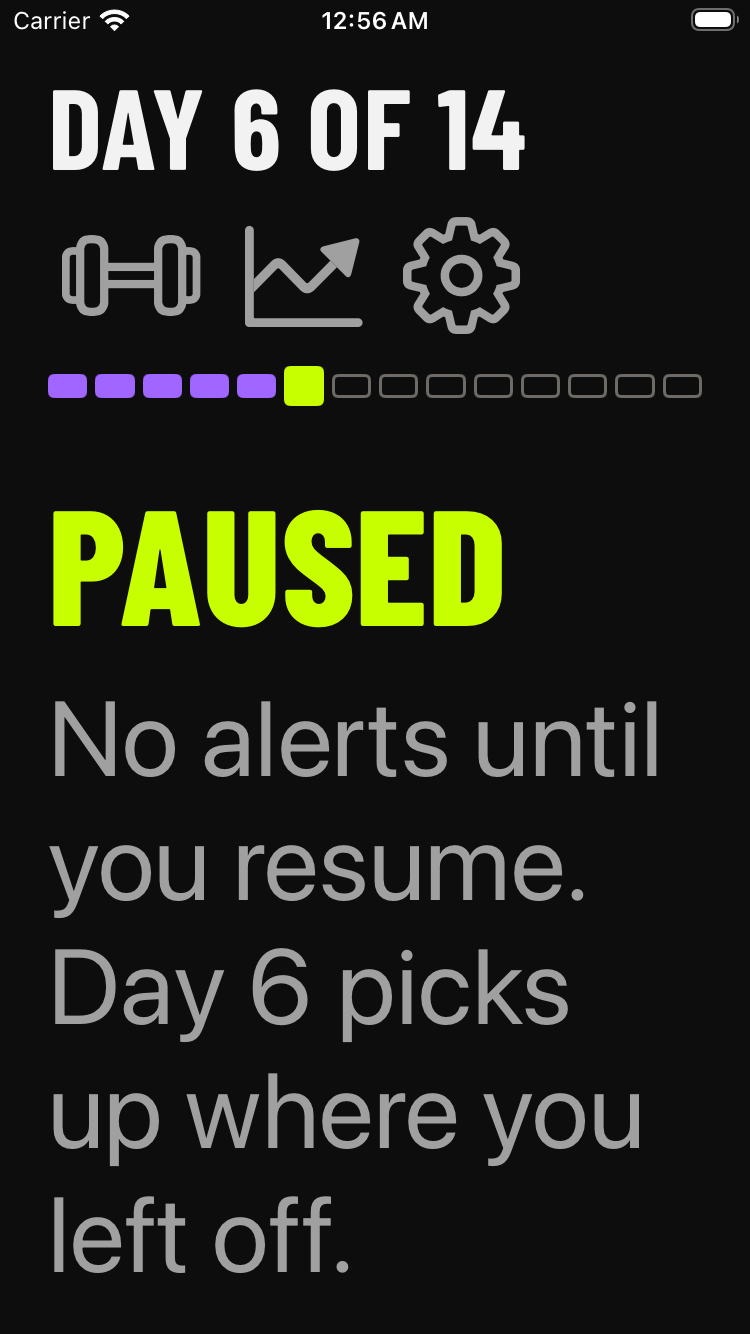 Carrier 12:56 AM
DAY 6 OF 14
PAUSED
No alerts until
you resume.
Day 6 picks
up where you
left off.